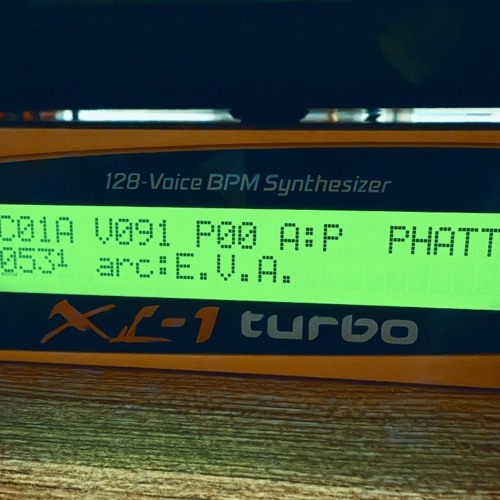 128-Voice BPM Synthesizer
C01A V091 P00 A:P PHATT
053¹ arc:E.V.A.
XL-1 turbo